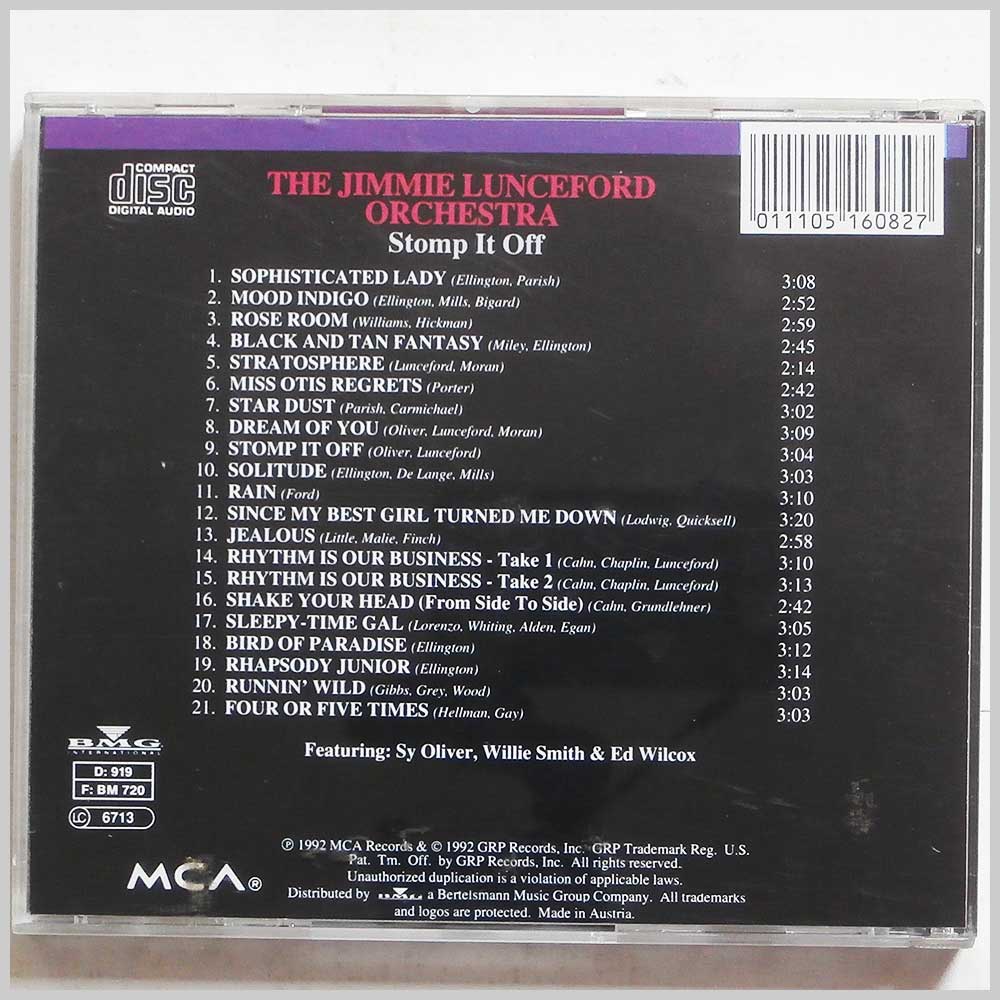 COMPACT
disc
DIGITAL AUDIO
THE JIMMIE LUNCEFORD
ORCHESTRA
Stomp It Off
011105 160827
1. SOPHISTICATED LADY (Ellington, Parish) 3:08
2. MOOD INDIGO (Ellington, Mills, Bigard) 2:52
3. ROSE ROOM (Williams, Hickman) 2:59
4. BLACK AND TAN FANTASY (Miley, Ellington) 2:45
5. STRATOSPHERE (Lunceford, Moran) 2:14
6. MISS OTIS REGRETS (Porter) 2:42
7. STAR DUST (Parish, Carmichael) 3:02
8. DREAM OF YOU (Oliver, Lunceford, Moran) 3:09
9. STOMP IT OFF (Oliver, Lunceford) 3:04
10. SOLITUDE (Ellington, De Lange, Mills) 3:03
11. RAIN (Ford) 3:10
12. SINCE MY BEST GIRL TURNED ME DOWN (Lodwig, Quicksell) 3:20
13. JEALOUS (Little, Malie, Finch) 2:58
14. RHYTHM IS OUR BUSINESS - Take 1 (Cahn, Chaplin, Lunceford) 3:10
15. RHYTHM IS OUR BUSINESS - Take 2 (Cahn, Chaplin, Lunceford) 3:13
16. SHAKE YOUR HEAD (From Side To Side) (Cahn, Grundlehner) 2:42
17. SLEEPY-TIME GAL (Lorenzo, Whiting, Alden, Egan) 3:05
18. BIRD OF PARADISE (Ellington) 3:12
19. RHAPSODY JUNIOR (Ellington) 3:14
20. RUNNIN' WILD (Gibbs, Grey, Wood) 3:03
21. FOUR OR FIVE TIMES (Hellman, Gay) 3:03
Featuring: Sy Oliver, Willie Smith & Ed Wilcox
BMG
INTERNATIONAL
D: 919
F: BM 720
LC 6713
MCA®
℗ 1992 MCA Records & © 1992 GRP Records, Inc. GRP Trademark Reg. U.S.
Pat. Tm. Off. by GRP Records, Inc. All rights reserved.
Unauthorized duplication is a violation of applicable laws.
Distributed by BMG a Bertelsmann Music Group Company. All trademarks
and logos are protected. Made in Austria.